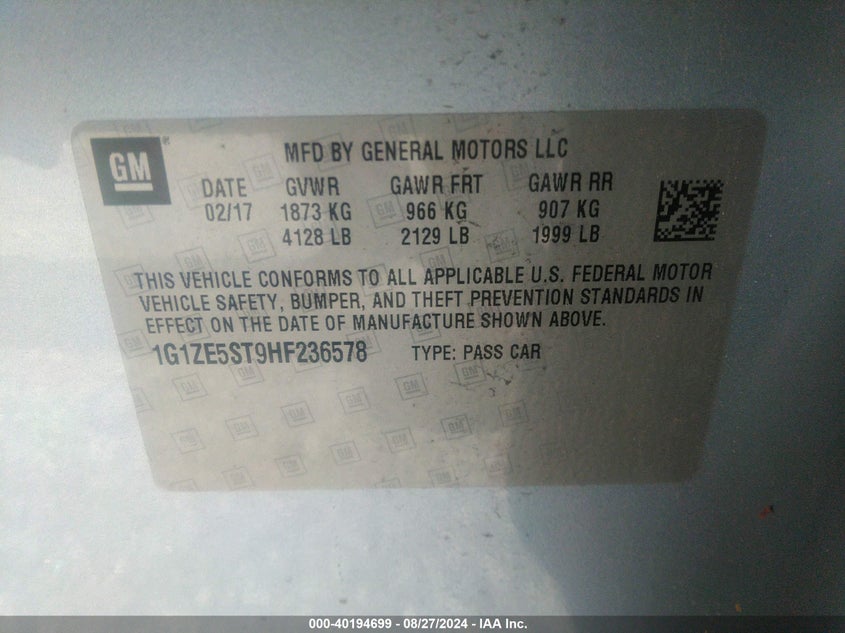 GM ® MFD BY GENERAL MOTORS LLC
DATE GVWR GAWR FRT GAWR RR
02/17 1873 KG 966 KG 907 KG
4128 LB 2129 LB 1999 LB
THIS VEHICLE CONFORMS TO ALL APPLICABLE U.S. FEDERAL MOTOR
VEHICLE SAFETY, BUMPER, AND THEFT PREVENTION STANDARDS IN
EFFECT ON THE DATE OF MANUFACTURE SHOWN ABOVE.
1G1ZE5ST9HF236578 TYPE: PASS CAR
000-40194699 - 08/27/2024 - IAA Inc.